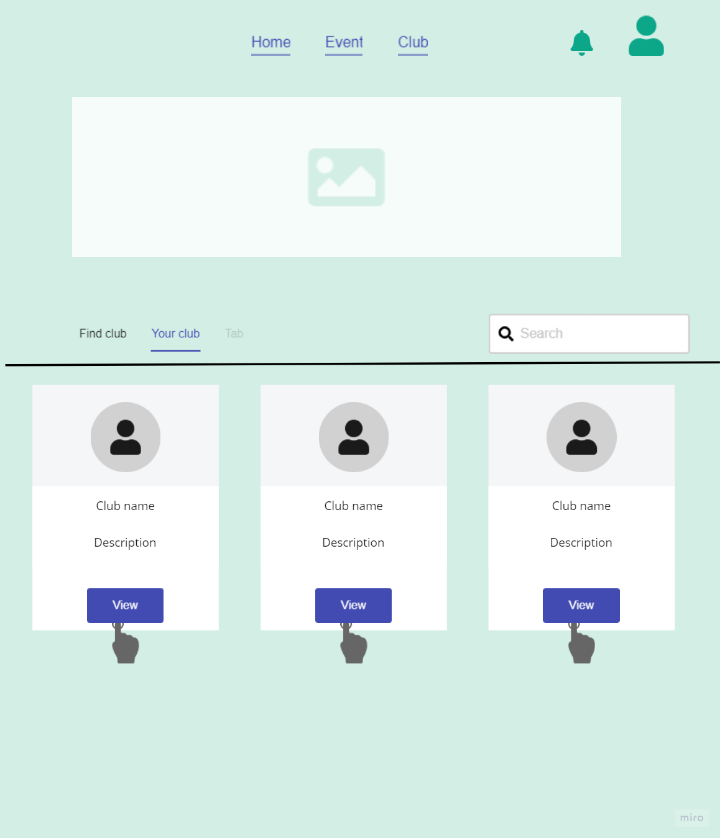 Home Event Club
Find club Your club Tab Search
Club name Club name Club name
Description Description Description
View View View
miro